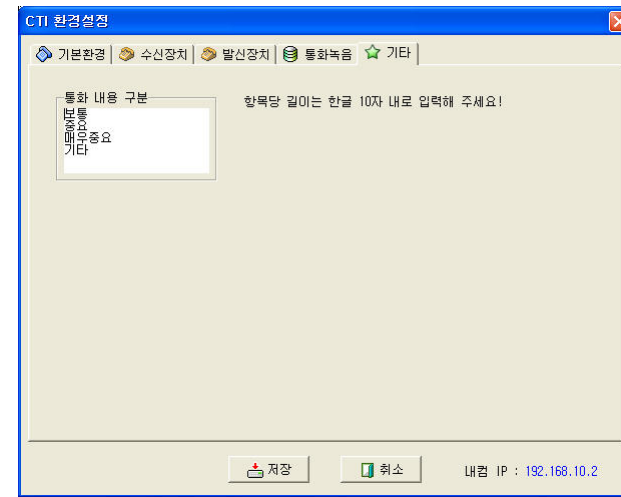 CTI 환경설정
기본환경 수신장치 발신장치 통화녹음 기타
통화 내용 구분
보통
중요
매우중요
기타
항목당 길이는 한글 10자 내로 입력해 주세요!
저장 취소 내컴 IP : 192.168.10.2